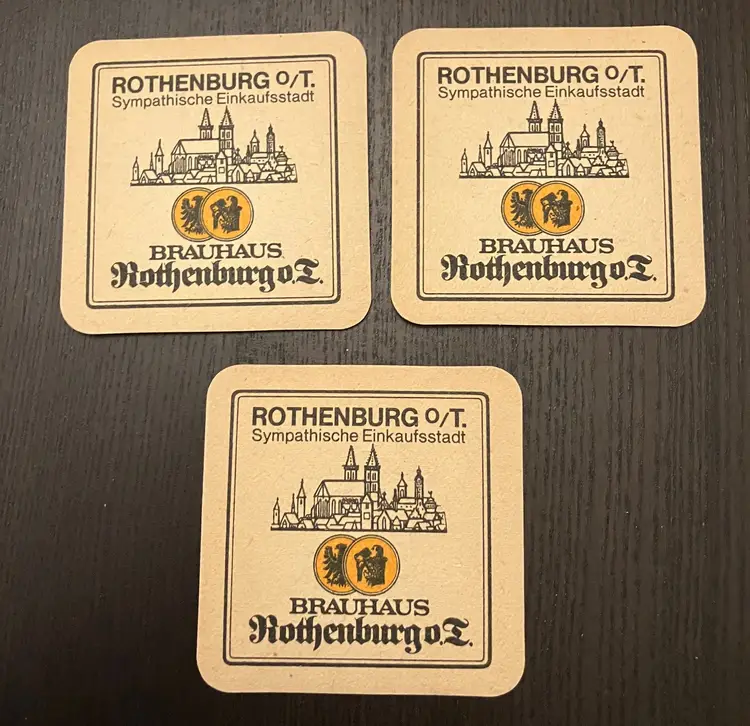 ROTHENBURG O/T.
Sympathische Einkaufsstadt
BRAUHAUS
Rothenburg o.T.
ROTHENBURG O/T.
Sympathische Einkaufsstadt
BRAUHAUS
Rothenburg o.T.
ROTHENBURG O/T.
Sympathische Einkaufsstadt
BRAUHAUS
Rothenburg o.T.